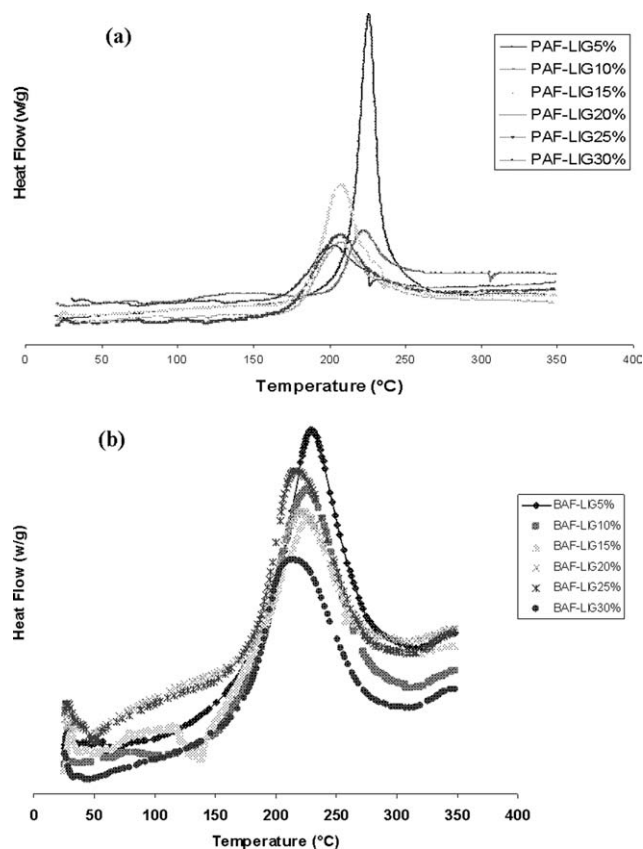 (a)
Heat Flow (w/g)
PAF-LIG5%
PAF-LIG10%
PAF-LIG15%
PAF-LIG20%
PAF-LIG25%
PAF-LIG30%
0 50 100 150 200 250 300 350 400
Temperature (°C)
(b)
Heat Flow (w/g)
BAF-LIG5%
BAF-LIG10%
BAF-LIG15%
BAF-LIG20%
BAF-LIG25%
BAF-LIG30%
0 50 100 150 200 250 300 350 400
Temperature (°C)